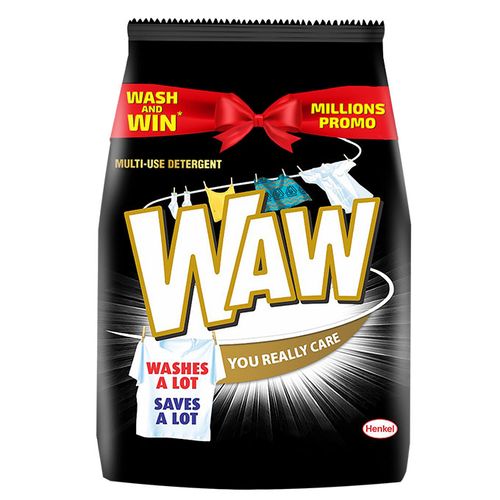 WASH
AND
WIN*
MILLIONS
PROMO
MULTI-USE DETERGENT
WAW
YOU REALLY CARE
WASHES
A LOT
SAVES
A LOT
Henkel